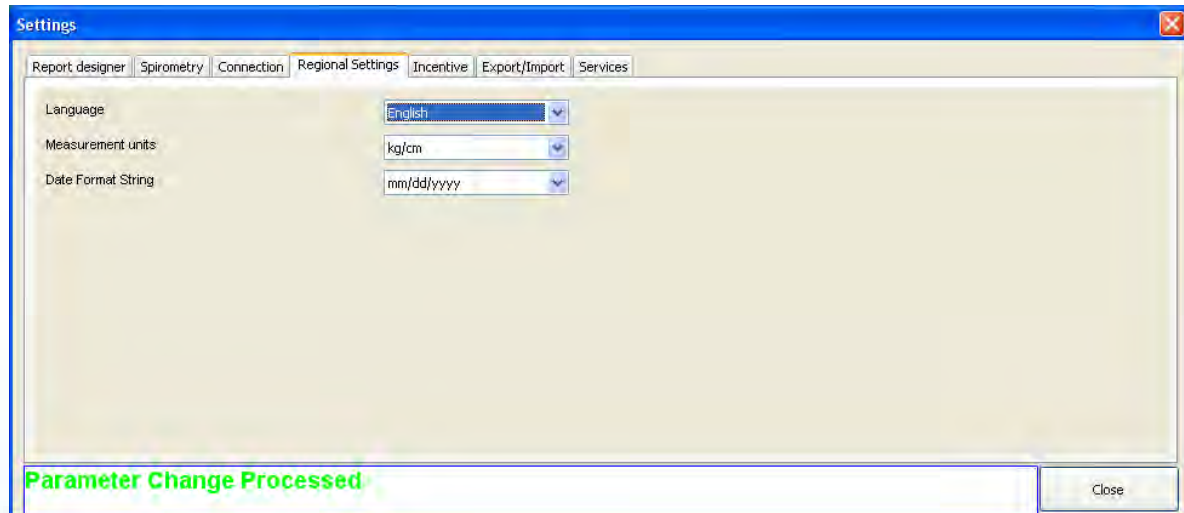 Settings
Report designer Spirometry Connection Regional Settings Incentive Export/Import Services
Language English
Measurement units kg/cm
Date Format String mm/dd/yyyy
Parameter Change Processed
Close